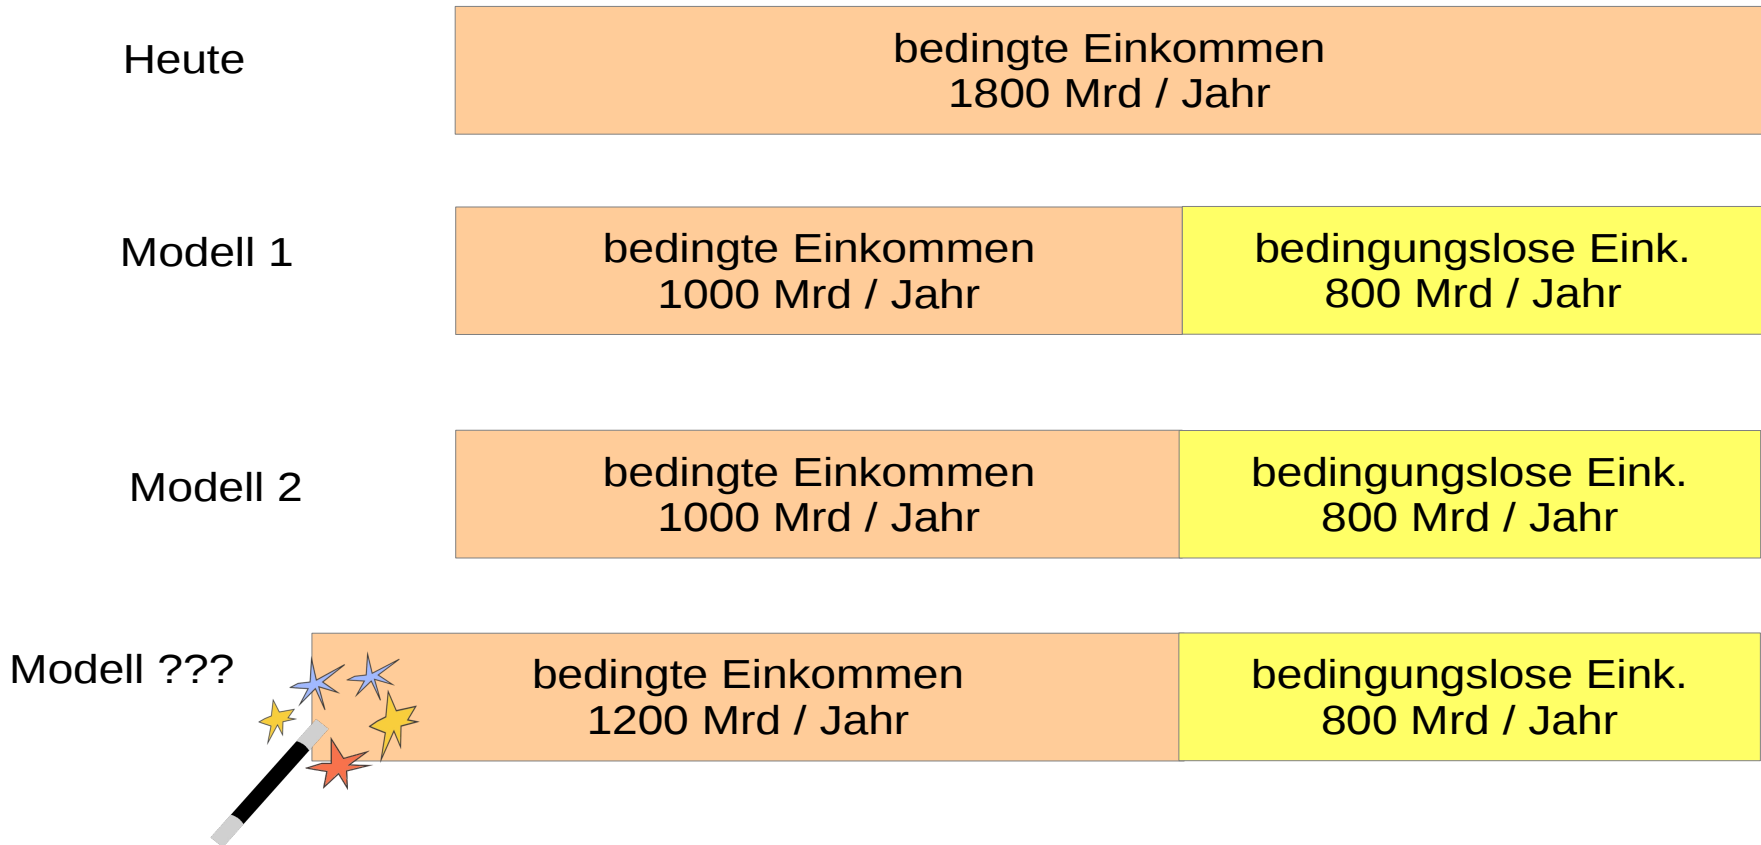 Heute
bedingte Einkommen
1800 Mrd / Jahr
Modell 1
bedingte Einkommen
1000 Mrd / Jahr
bedingungslose Eink.
800 Mrd / Jahr
Modell 2
bedingte Einkommen
1000 Mrd / Jahr
bedingungslose Eink.
800 Mrd / Jahr
Modell ???
bedingte Einkommen
1200 Mrd / Jahr
bedingungslose Eink.
800 Mrd / Jahr